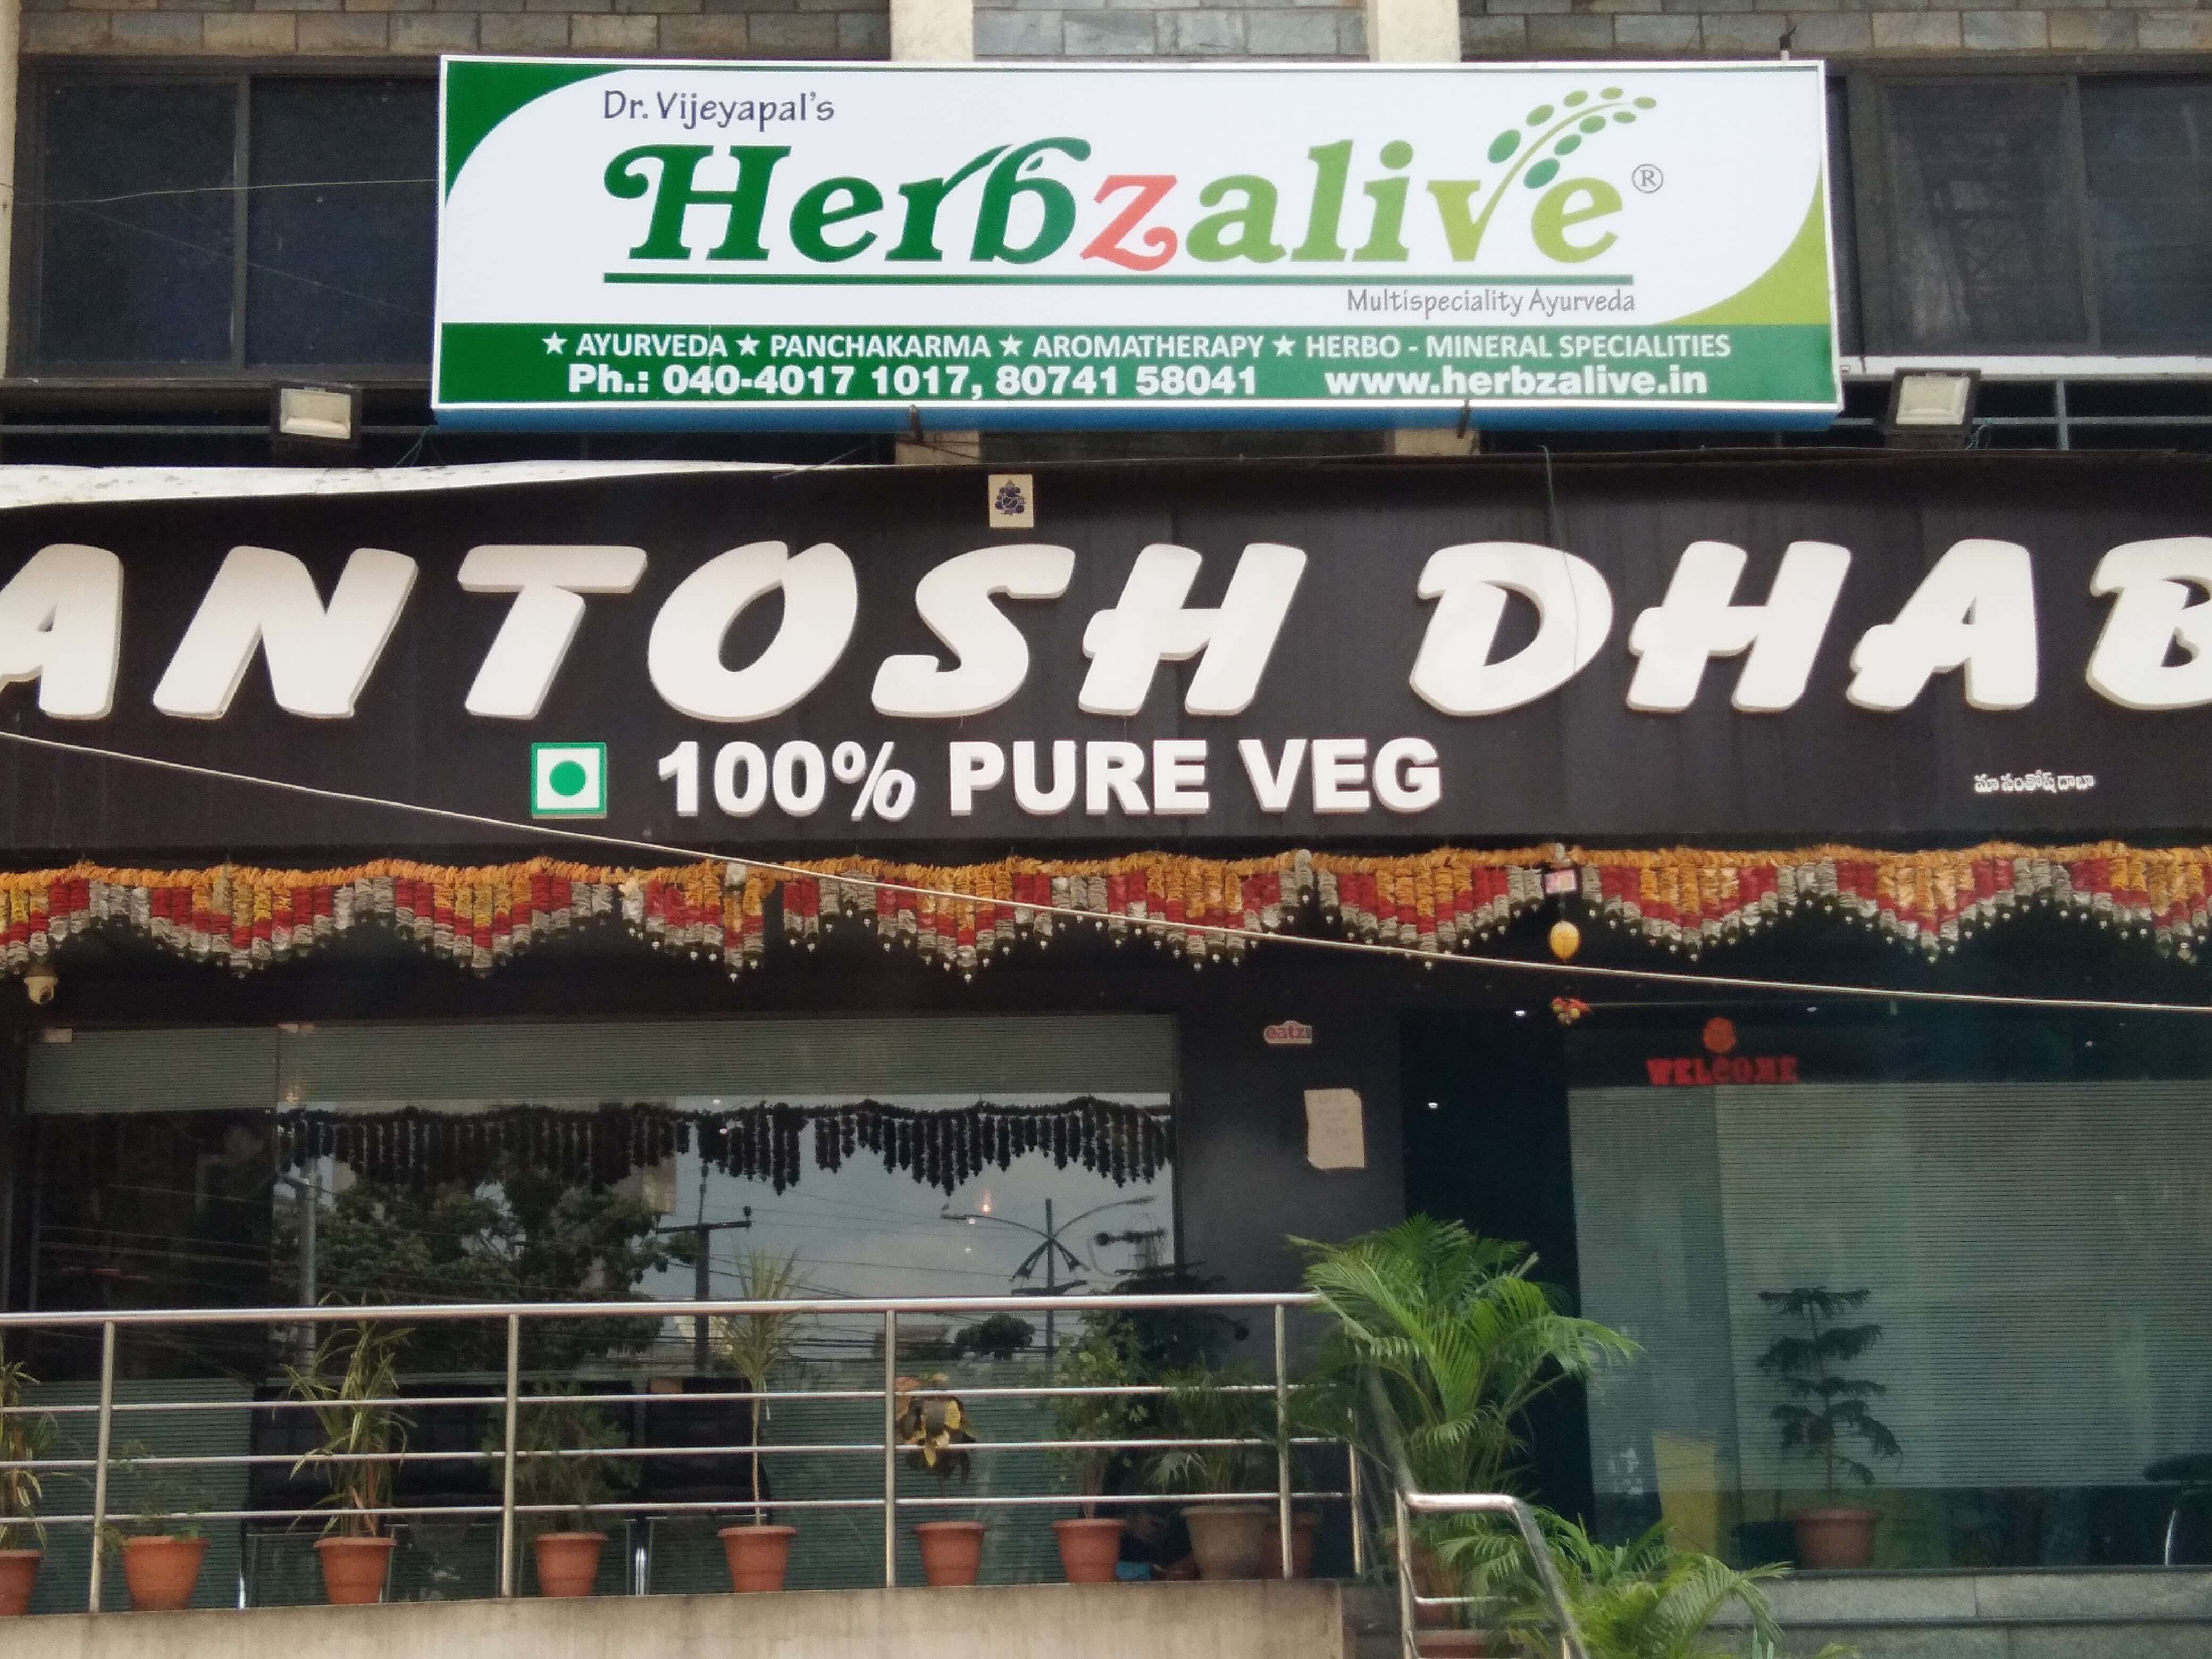 Dr. Vijeyapal's
Herbzalive®
Multispeciality Ayurveda
★ AYURVEDA ★ PANCHAKARMA ★ AROMATHERAPY ★ HERBO - MINERAL SPECIALITIES
Ph.: 040-4017 1017, 80741 58041 www.herbzalive.in
ANTOSH DHAB
100% PURE VEG
మా సంతోష్ దాబా
eatzi
WELCOME